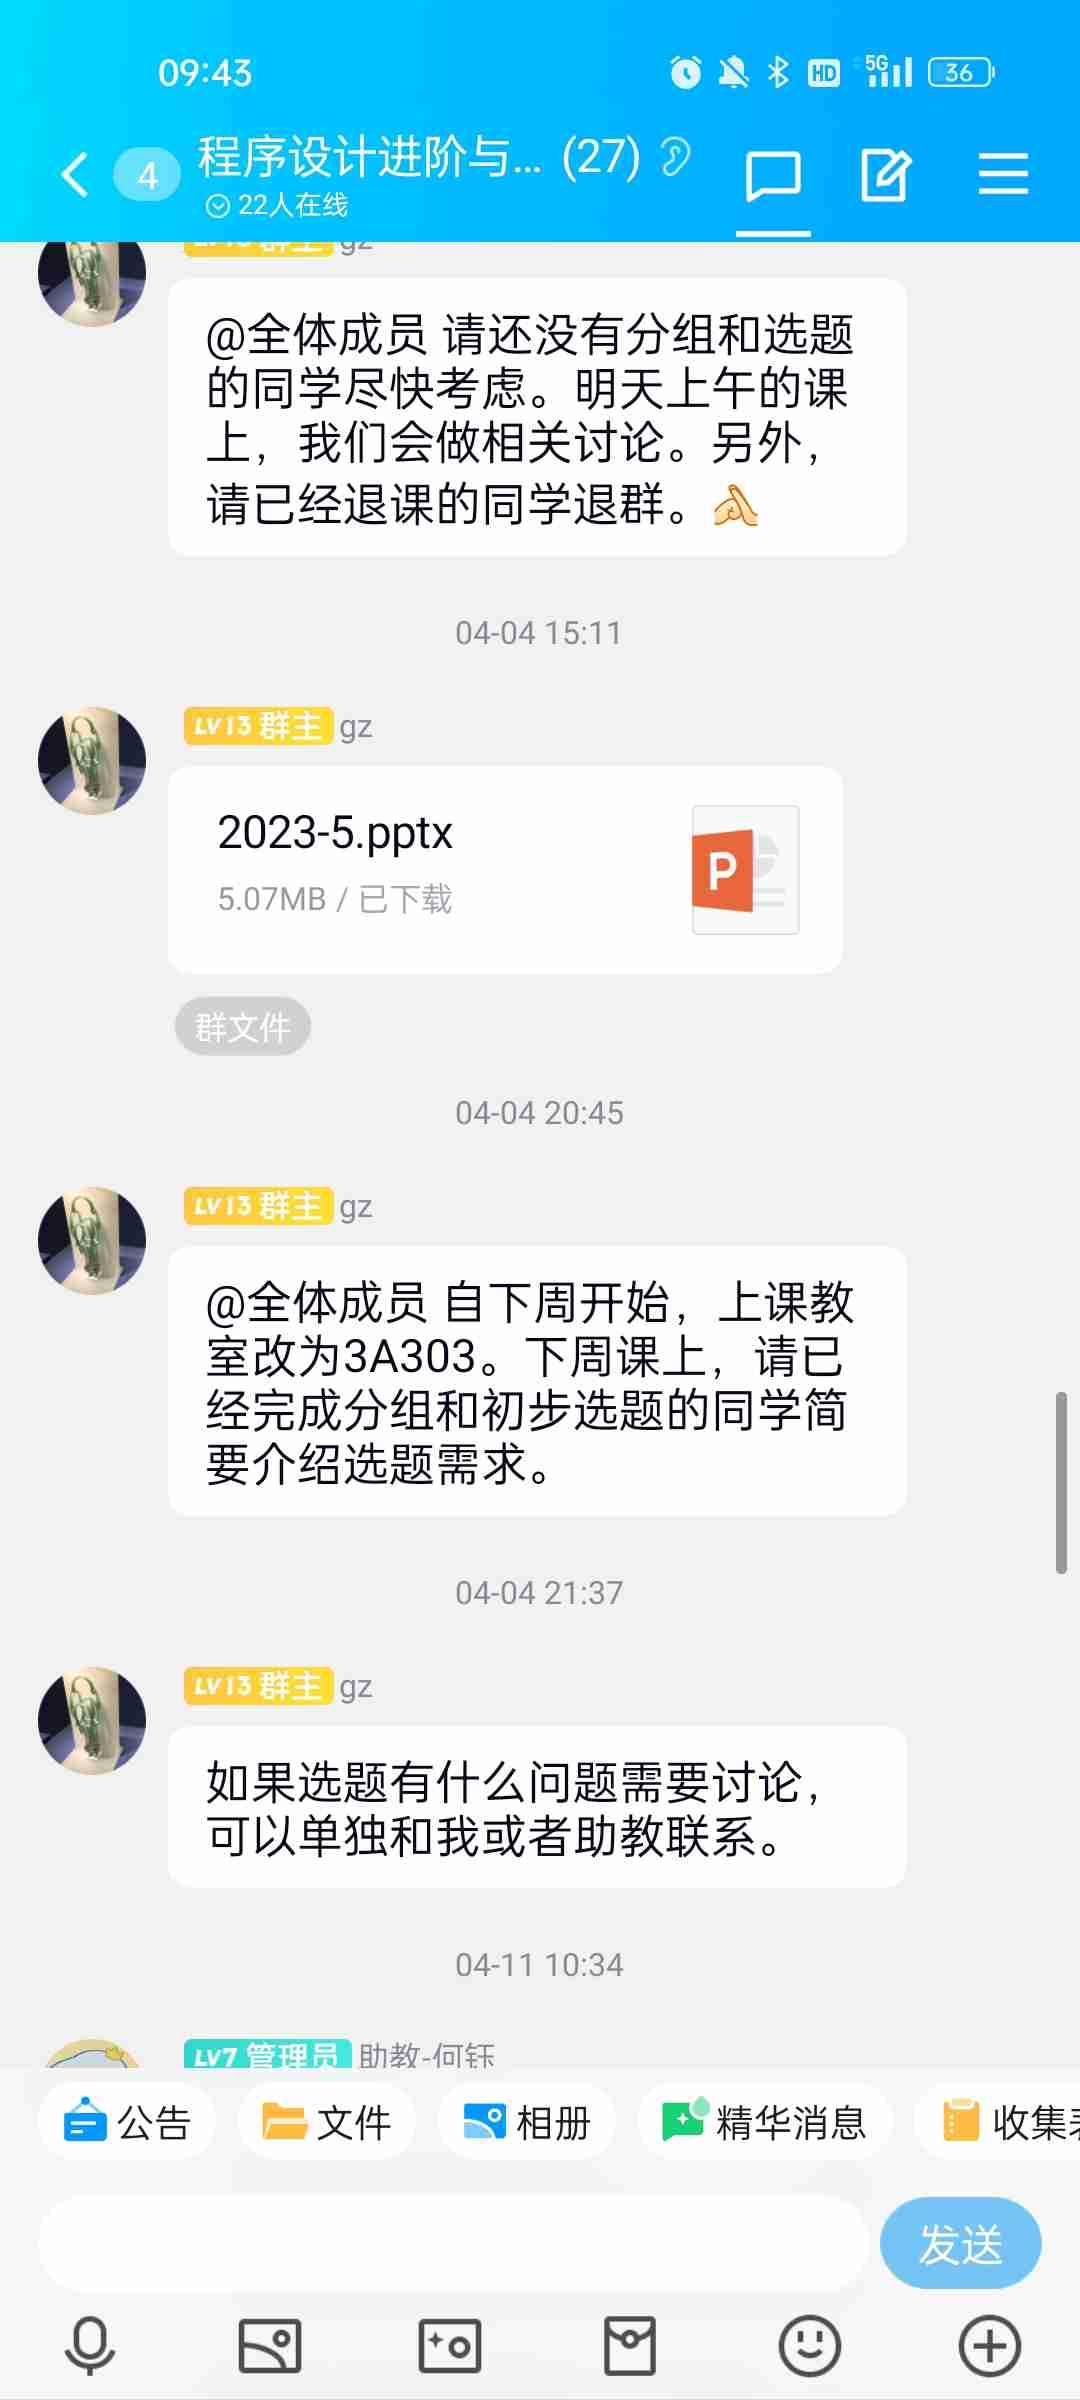 09:43
HD
5G
36
4
程序设计进阶与... (27)
22人在线
gz
@全体成员 请还没有分组和选题
的同学尽快考虑。明天上午的课
上，我们会做相关讨论。另外，
请已经退课的同学退群。
04-04 15:11
LV13 群主 gz
2023-5.pptx
5.07MB / 已下载
P
群文件
04-04 20:45
LV13 群主 gz
@全体成员 自下周开始，上课教
室改为3A303。下周课上，请已
经完成分组和初步选题的同学简
要介绍选题需求。
04-04 21:37
LV13 群主 gz
如果选题有什么问题需要讨论，
可以单独和我或者助教联系。
04-11 10:34
LV7 管理员 助教-何钰
公告 文件 相册 精华消息 收集表
发送